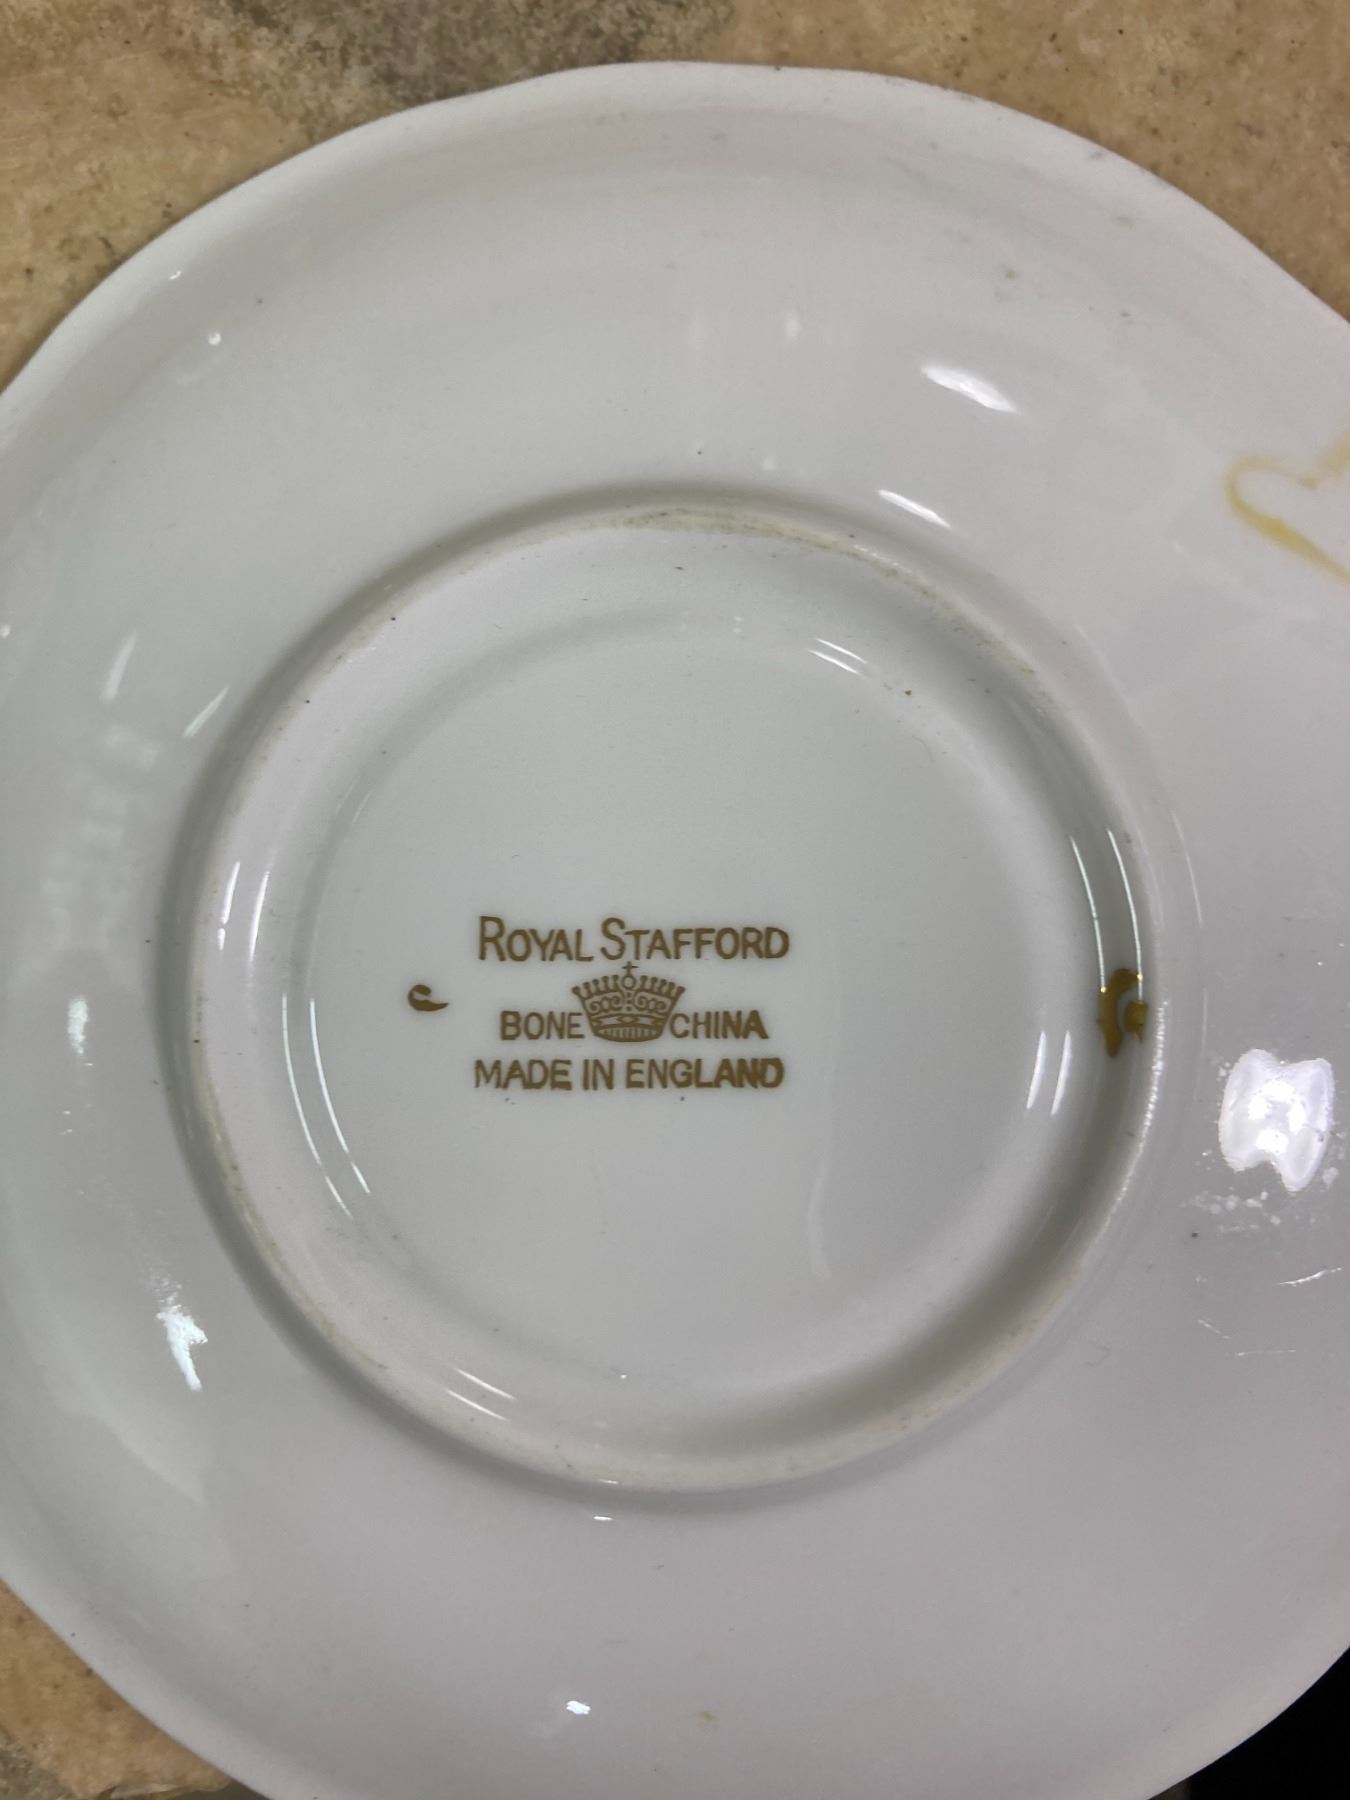 ROYAL STAFFORD
BONE CHINA
MADE IN ENGLAND